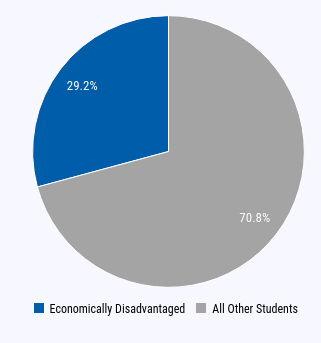 29.2%
70.8%
Economically Disadvantaged All Other Students